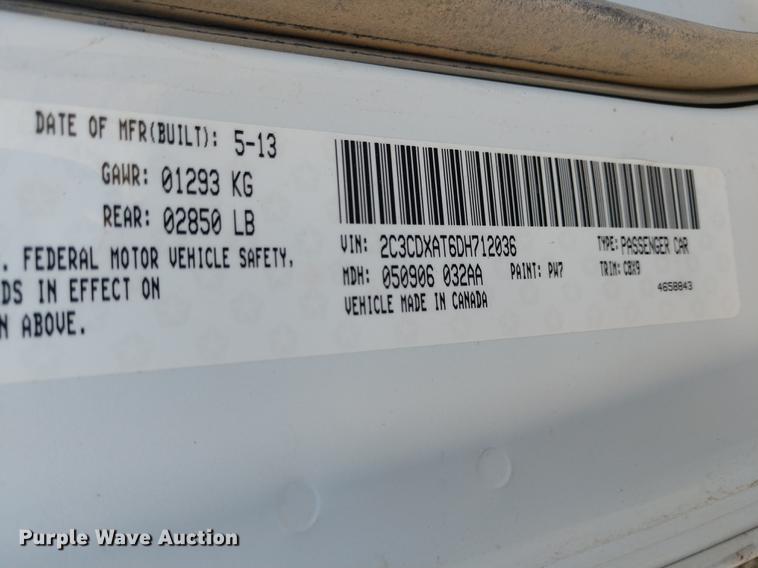 DATE OF MFR(BUILT): 5-13
GAWR: 01293 KG
REAR: 02850 LB
. FEDERAL MOTOR VEHICLE SAFETY,
DS IN EFFECT ON
N ABOVE.
VIN: 2C3CDXAT6DH712036 TYPE: PASSENGER CAR
MDH: 050906 032AA PAINT: PW7 TRIM: CBX9
VEHICLE MADE IN CANADA 4658843
Purple Wave Auction